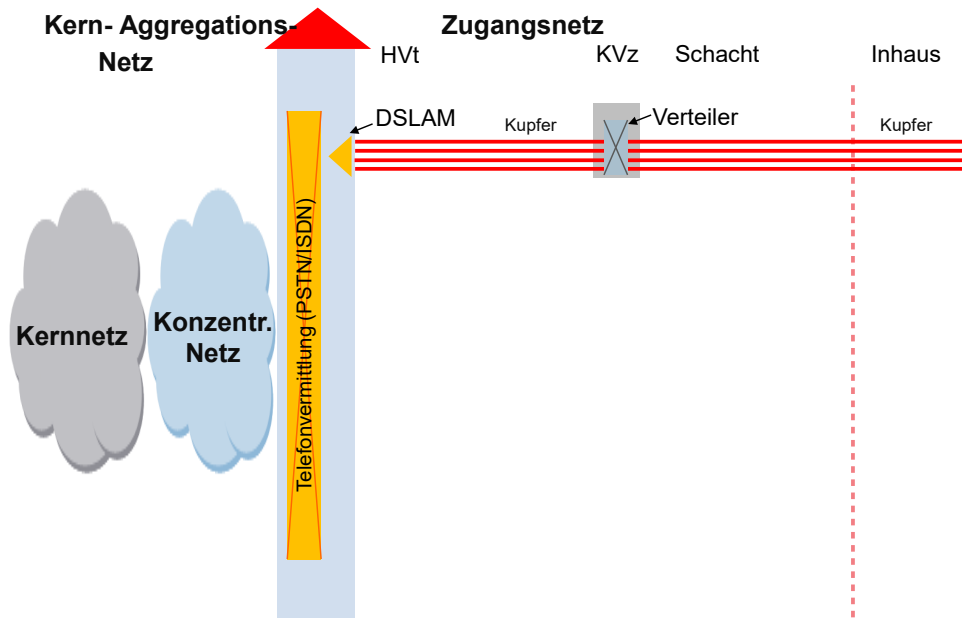 Kern- Aggregations-
Netz
Zugangsnetz
HVt
KVz
Schacht
Inhaus
DSLAM
Kupfer
Verteiler
Kupfer
Telefonvermittlung (PSTN/ISDN)
Kernnetz
Konzentr.
Netz